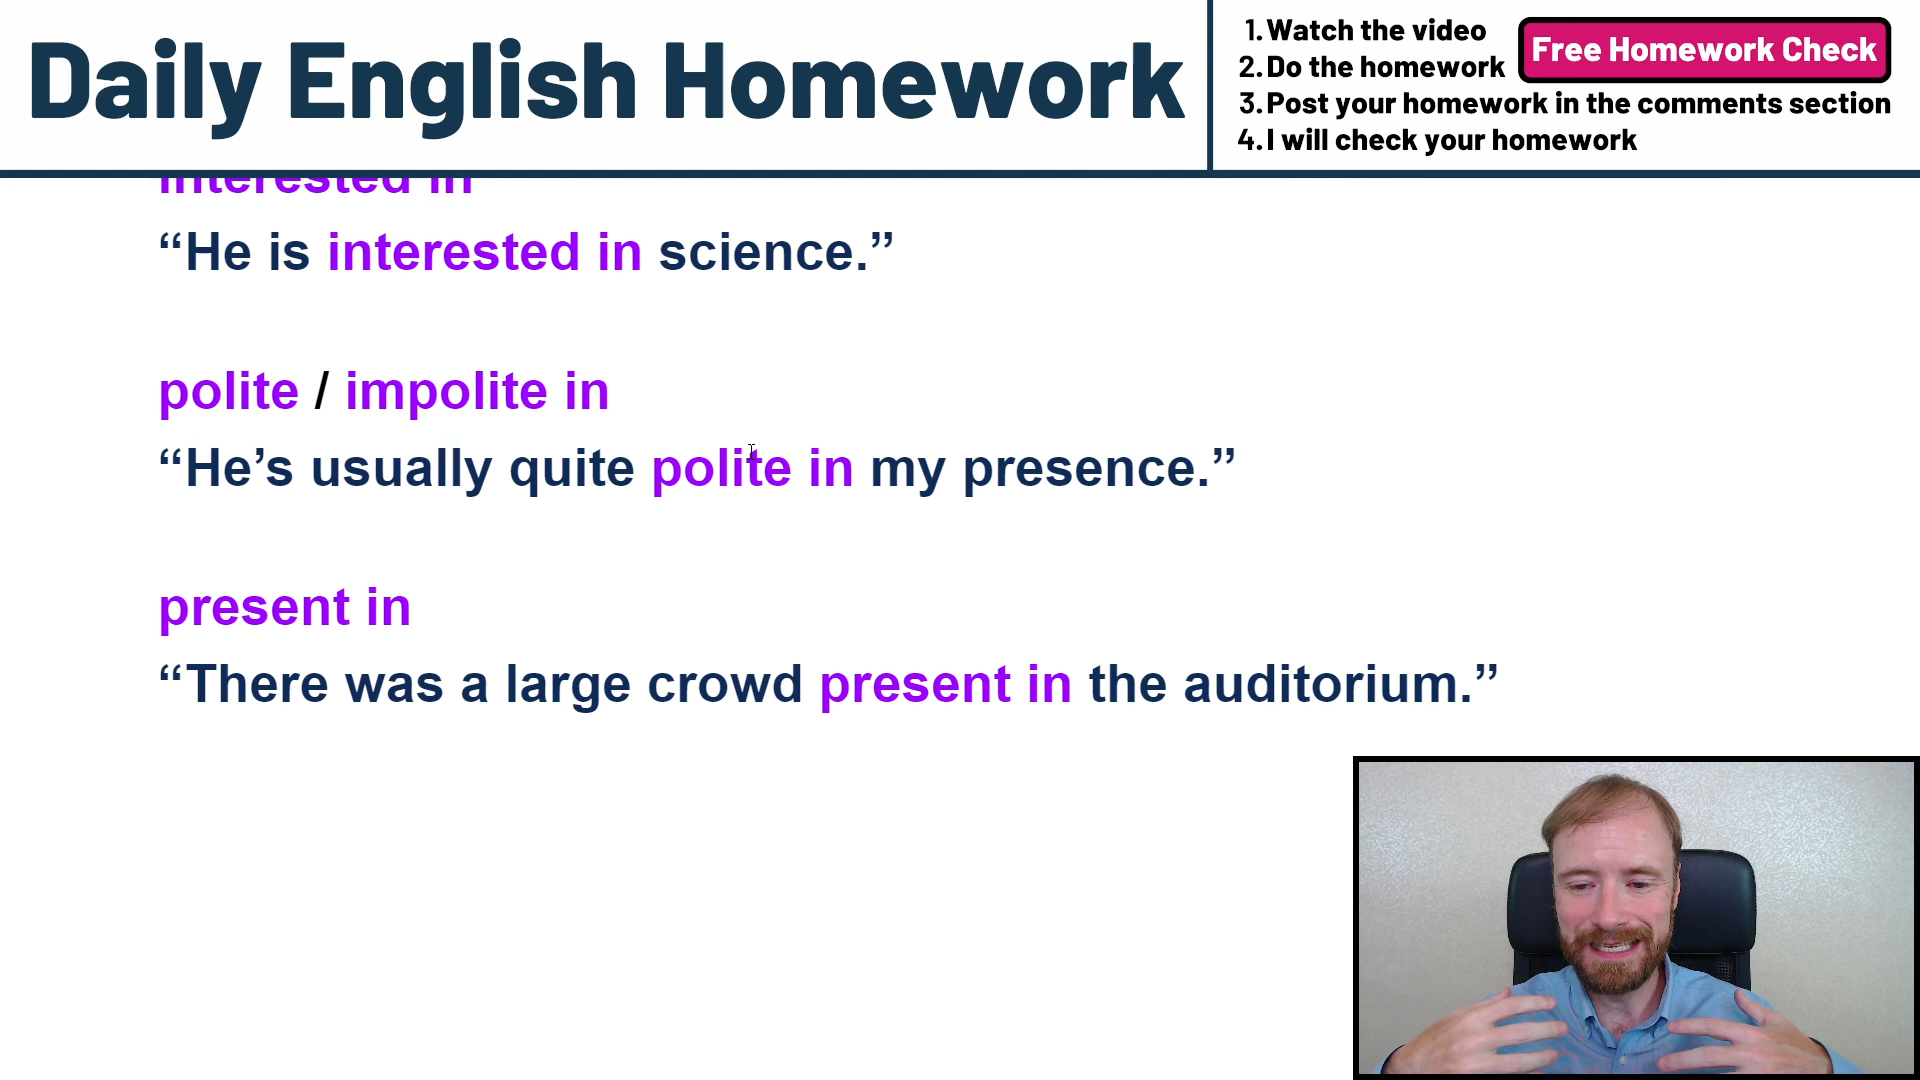 Daily English Homework
1. Watch the video
2. Do the homework
Free Homework Check
3. Post your homework in the comments section
4. I will check your homework
interested in
“He is interested in science.”
polite / impolite in
“He’s usually quite polite in my presence.”
present in
“There was a large crowd present in the auditorium.”